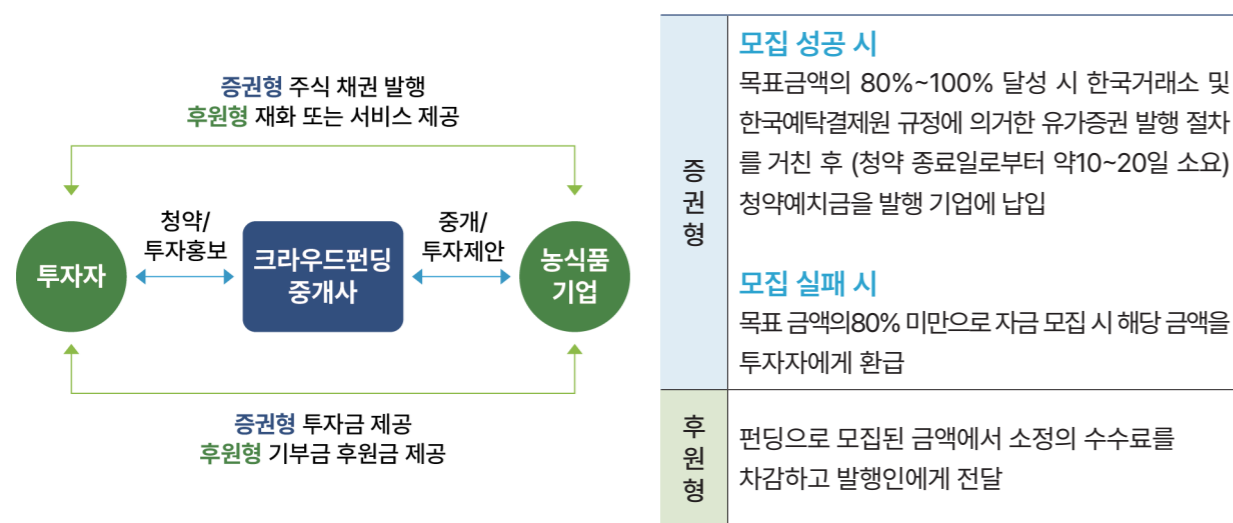 증권형 주식 채권 발행
후원형 재화 또는 서비스 제공
투자자
청약/
투자홍보
크라우드펀딩
중개사
중개/
투자제안
농식품
기업
증권형 투자금 제공
후원형 기부금 후원금 제공
증
권
형
모집 성공 시
목표금액의 80%~100% 달성 시 한국거래소 및
한국예탁결제원 규정에 의거한 유가증권 발행 절차
를 거친 후 (청약 종료일로부터 약10~20일 소요)
청약예치금을 발행 기업에 납입
모집 실패 시
목표 금액의80% 미만으로 자금 모집 시 해당 금액을
투자자에게 환급
후
원
형
펀딩으로 모집된 금액에서 소정의 수수료를
차감하고 발행인에게 전달